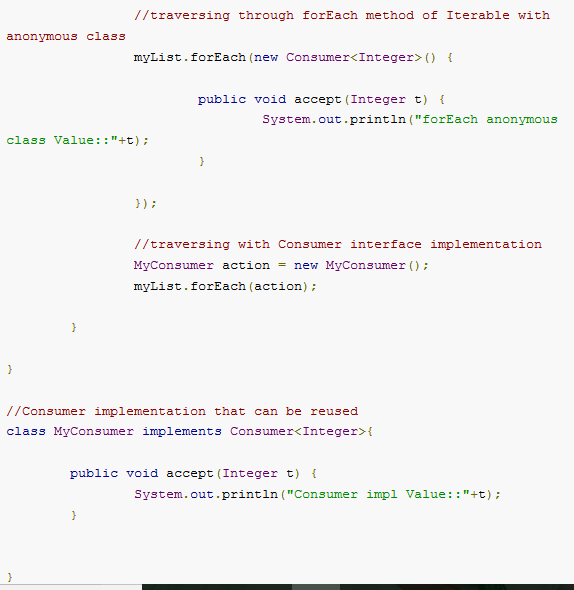 //traversing through forEach method of Iterable with
anonymous class
myList.forEach(new Consumer<Integer>() {
public void accept(Integer t) {
System.out.println("forEach anonymous
class Value::"+t);
}
});
//traversing with Consumer interface implementation
MyConsumer action = new MyConsumer();
myList.forEach(action);
}
}
//Consumer implementation that can be reused
class MyConsumer implements Consumer<Integer>{
public void accept(Integer t) {
System.out.println("Consumer impl Value::"+t);
}
}